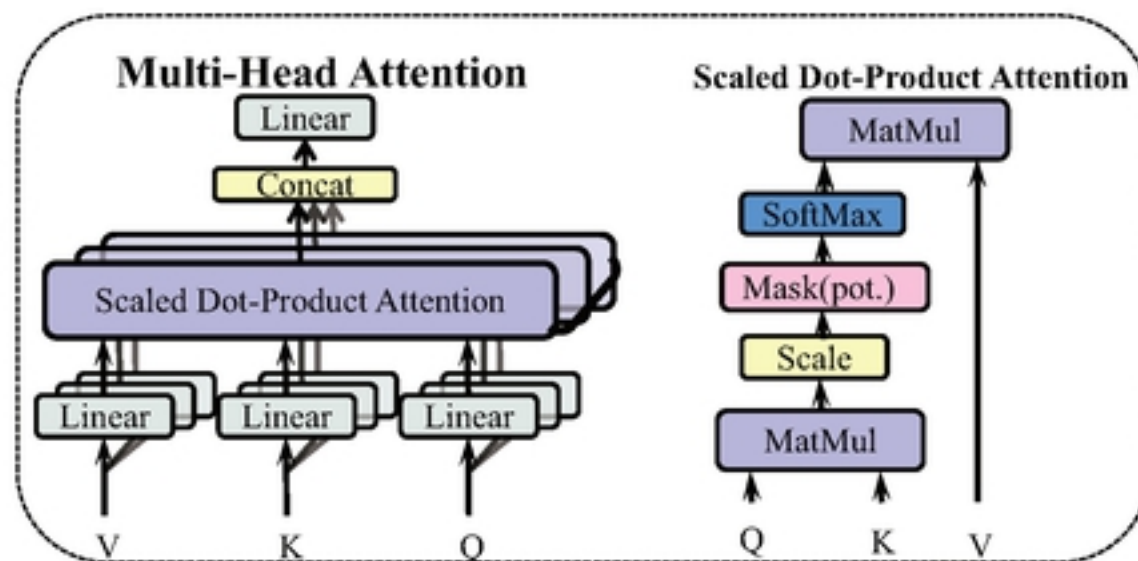 Multi-Head Attention
Linear
Concat
Scaled Dot-Product Attention
Linear Linear Linear
V K Q
Scaled Dot-Product Attention
MatMul
SoftMax
Mask(pot.)
Scale
MatMul
Q K V